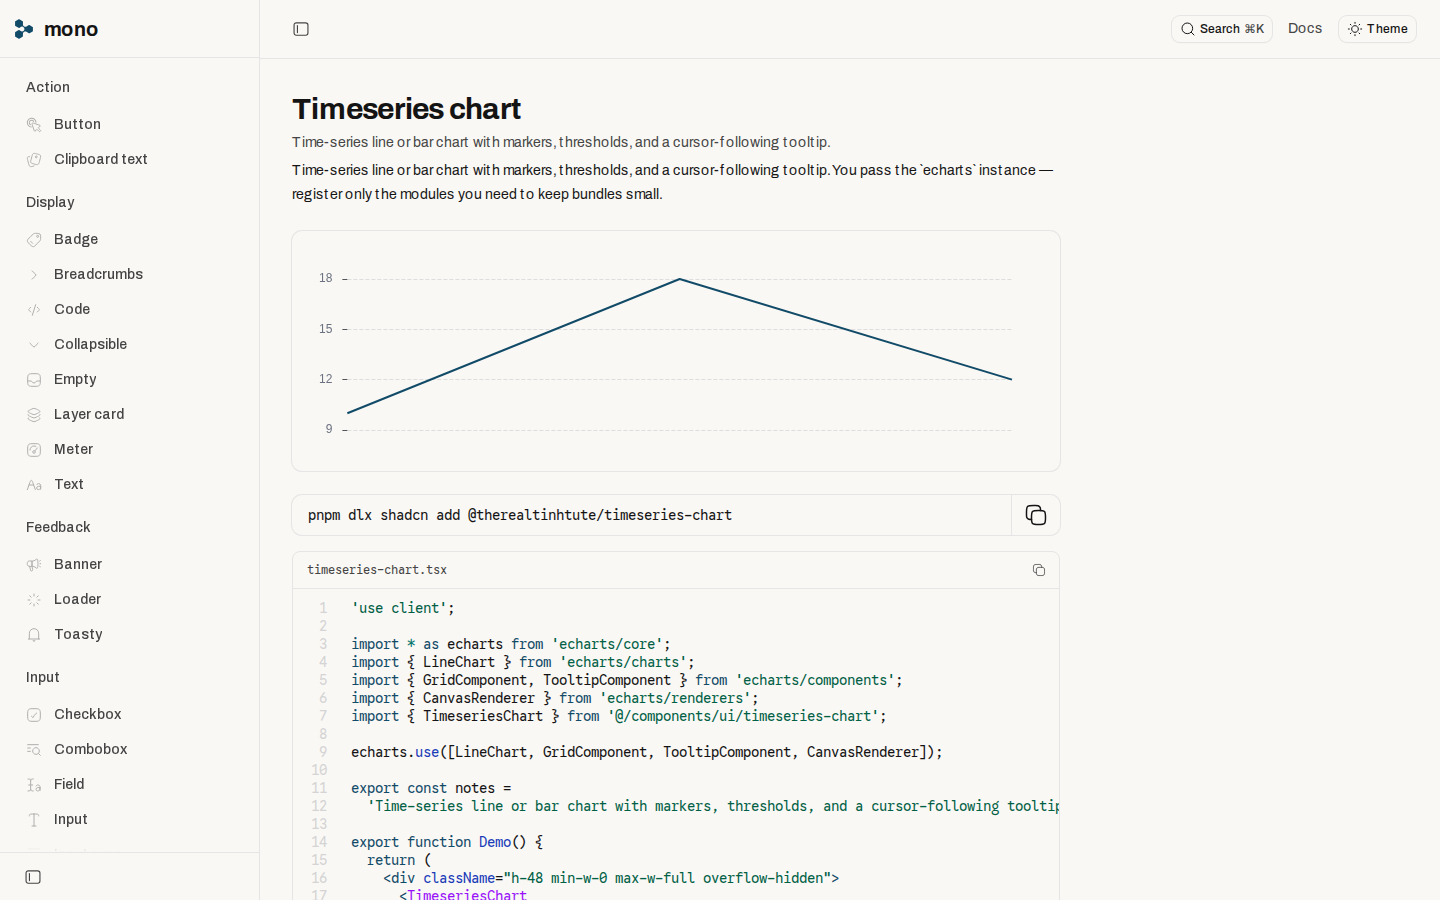 mono
Search ⌘K
Docs
Theme
Action
Button
Clipboard text
Display
Badge
Breadcrumbs
Code
Collapsible
Empty
Layer card
Meter
Text
Feedback
Banner
Loader
Toasty
Input
Checkbox
Combobox
Field
Input
Timeseries chart
Time-series line or bar chart with markers, thresholds, and a cursor-following tooltip.
Time-series line or bar chart with markers, thresholds, and a cursor-following tooltip. You pass the `echarts` instance —
register only the modules you need to keep bundles small.
18
15
12
9
pnpm dlx shadcn add @therealtinhtute/timeseries-chart
timeseries-chart.tsx
1 'use client';
2
3 import * as echarts from 'echarts/core';
4 import { LineChart } from 'echarts/charts';
5 import { GridComponent, TooltipComponent } from 'echarts/components';
6 import { CanvasRenderer } from 'echarts/renderers';
7 import { TimeseriesChart } from '@/components/ui/timeseries-chart';
8
9 echarts.use([LineChart, GridComponent, TooltipComponent, CanvasRenderer]);
10
11 export const notes =
12 'Time-series line or bar chart with markers, thresholds, and a cursor-following tooltip
13
14 export function Demo() {
15 return (
16 <div className="h-48 min-w-0 max-w-full overflow-hidden">
17 <TimeseriesChart